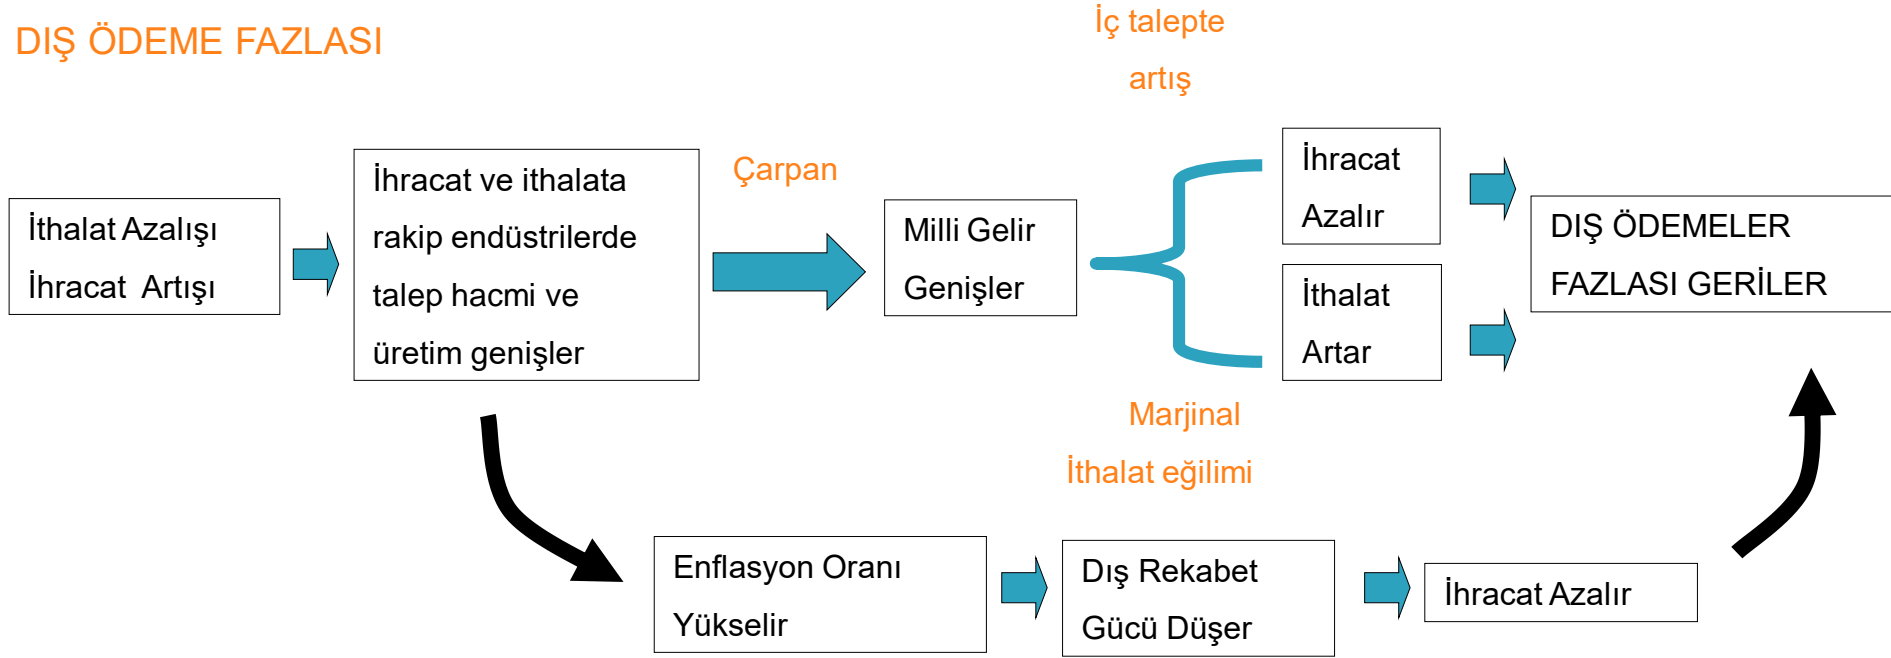 DIŞ ÖDEME FAZLASI
İç talepte
artış
İthalat Azalışı
İhracat Artışı
İhracat ve ithalata
rakip endüstrilerde
talep hacmi ve
üretim genişler
Çarpan
Milli Gelir
Genişler
İhracat
Azalır
İthalat
Artar
DIŞ ÖDEMELER
FAZLASI GERİLER
Marjinal
İthalat eğilimi
Enflasyon Oranı
Yükselir
Dış Rekabet
Gücü Düşer
İhracat Azalır